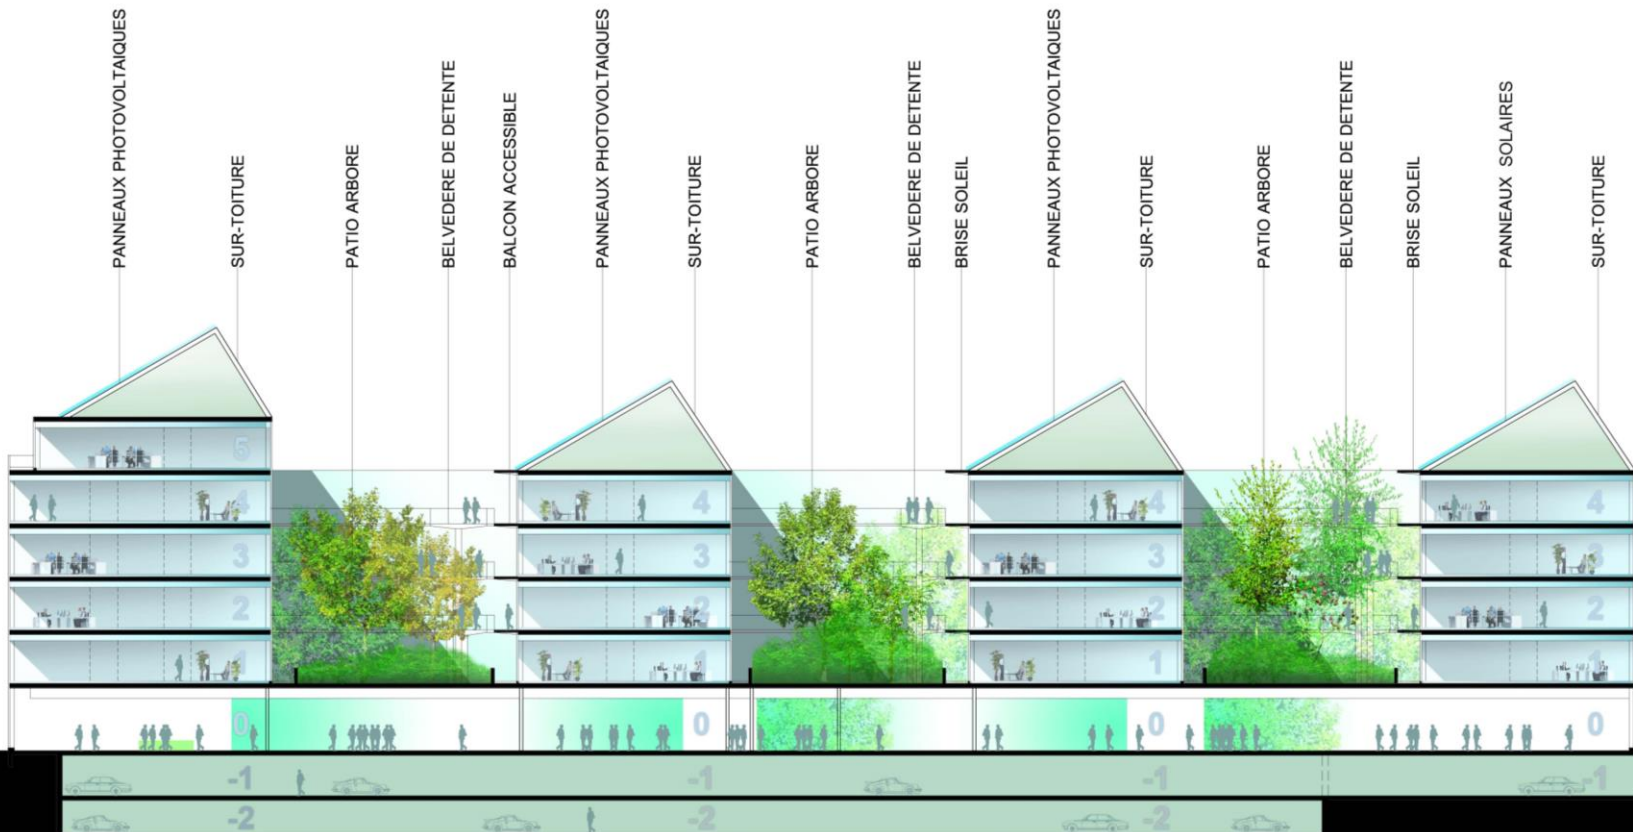 PANNEAUX PHOTOVOLTAIQUES
SUR-TOITURE
PATIO ARBORE
BELVEDERE DE DETENTE
BALCON ACCESSIBLE
PANNEAUX PHOTOVOLTAIQUES
SUR-TOITURE
PATIO ARBORE
BELVEDERE DE DETENTE
BRISE SOLEIL
PANNEAUX PHOTOVOLTAIQUES
SUR-TOITURE
PATIO ARBORE
BELVEDERE DE DETENTE
BRISE SOLEIL
PANNEAUX SOLAIRES
SUR-TOITURE
5
4 4 4 4
3 3 3 3
2 2 2 2
1 1 1 1
0 0 0 0
-1 -1 -1 -1
-2 -2 -2